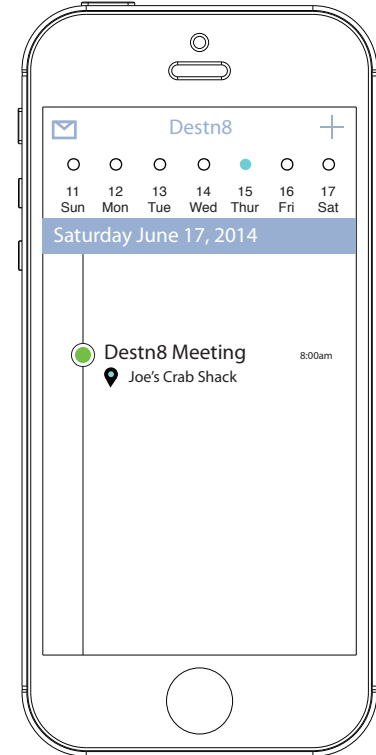 Destn8
11 12 13 14 15 16 17
Sun Mon Tue Wed Thur Fri Sat
Saturday June 17, 2014
Destn8 Meeting 8:00am
Joe's Crab Shack